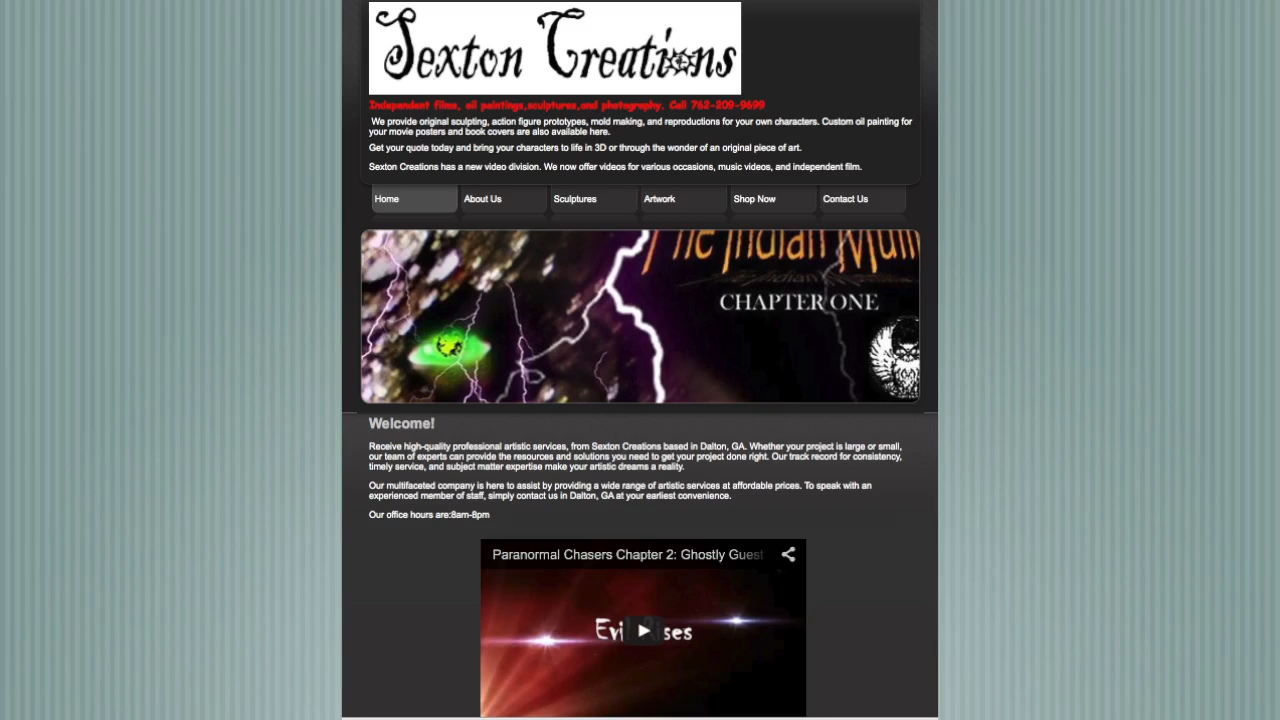 Sexton Creations
Independent films, oil paintings,sculptures,and photography. Call 762-209-9699
We provide original sculpting, action figure prototypes, mold making, and reproductions for your own characters. Custom oil painting for
your movie posters and book covers are also available here.
Get your quote today and bring your characters to life in 3D or through the wonder of an original piece of art.
Sexton Creations has a new video division. We now offer videos for various occasions, music videos, and independent film.
Home About Us Sculptures Artwork Shop Now Contact Us
The Indian Mum
CHAPTER ONE
Welcome!
Receive high-quality professional artistic services, from Sexton Creations based in Dalton, GA. Whether your project is large or small,
our team of experts can provide the resources and solutions you need to get your project done right. Our track record for consistency,
timely service, and subject matter expertise make your artistic dreams a reality.
Our multifaceted company is here to assist by providing a wide range of artistic services at affordable prices. To speak with an
experienced member of staff, simply contact us in Dalton, GA at your earliest convenience.
Our office hours are:8am-8pm
Paranormal Chasers Chapter 2: Ghostly Guest